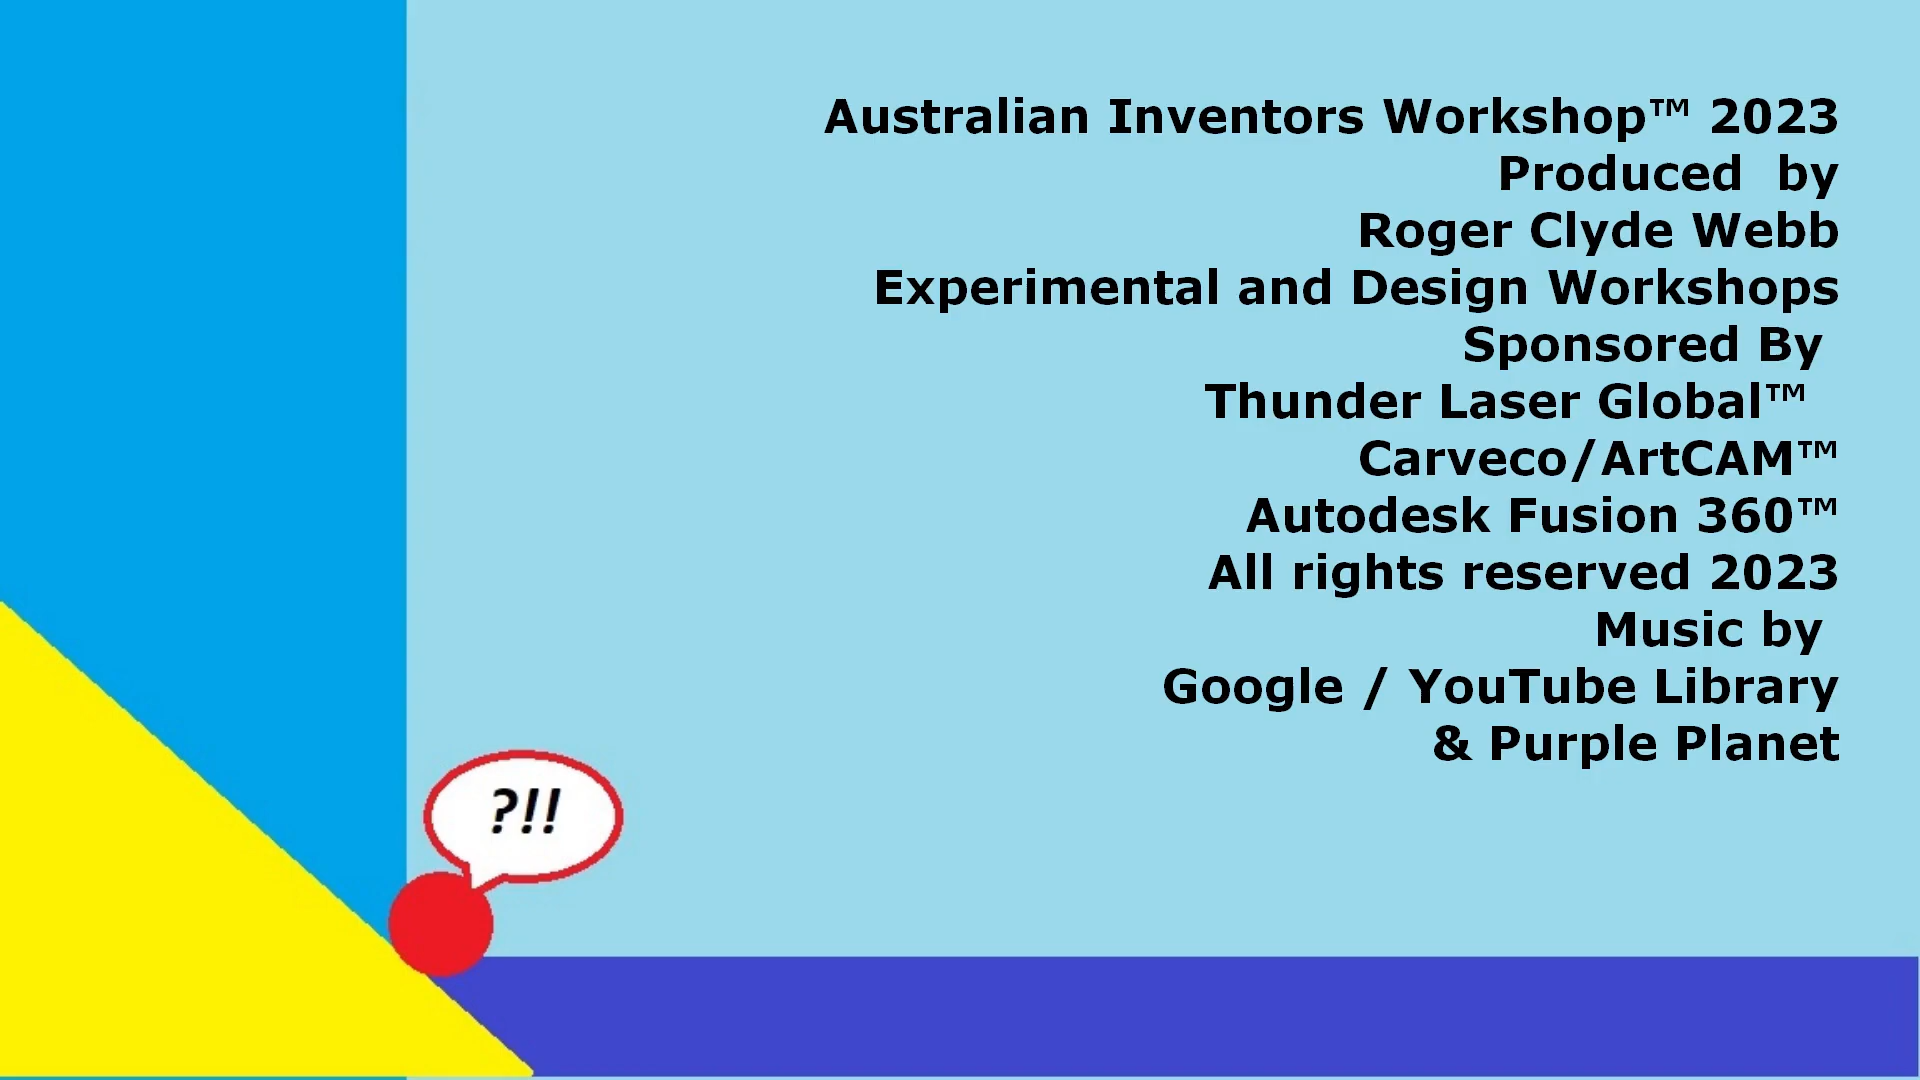 Australian Inventors Workshop™ 2023
Produced  by
Roger Clyde Webb
Experimental and Design Workshops
Sponsored By
Thunder Laser Global™
Carveco/ArtCAM™
Autodesk Fusion 360™
All rights reserved 2023
Music by
Google / YouTube Library
& Purple Planet
?!!